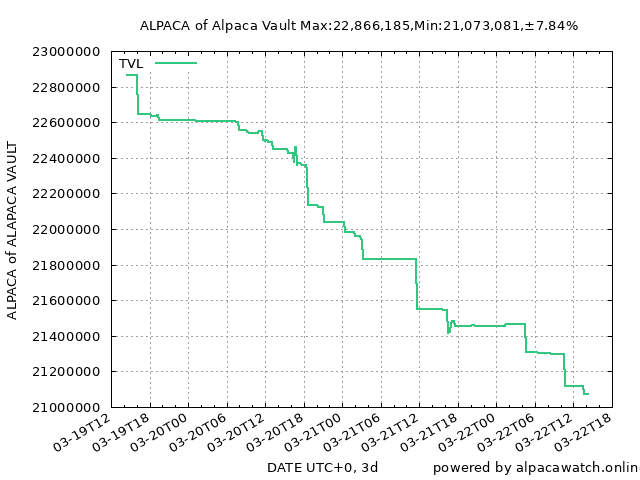 ALPACA of Alpaca Vault Max:22,866,185,Min:21,073,081,±7.84%
TVL
23000000
22800000
22600000
22400000
22200000
22000000
21800000
21600000
21400000
21200000
21000000
ALPACA of ALAPACA VAULT
03-19T12
03-19T18
03-20T00
03-20T06
03-20T12
03-20T18
03-21T00
03-21T06
03-21T12
03-21T18
03-22T00
03-22T06
03-22T12
03-22T18
DATE UTC+0, 3d
powered by alpacawatch.onlin